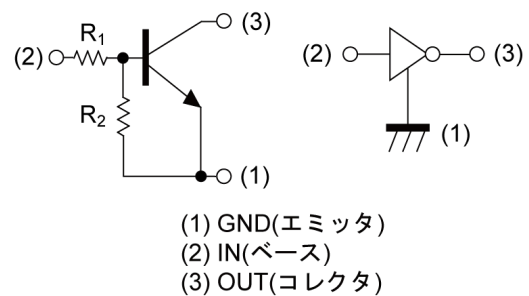 R1
(3)
(2)
R2
(1)
(2)
(3)
(1)
(1) GND(エミッタ)
(2) IN(ベース)
(3) OUT(コレクタ)